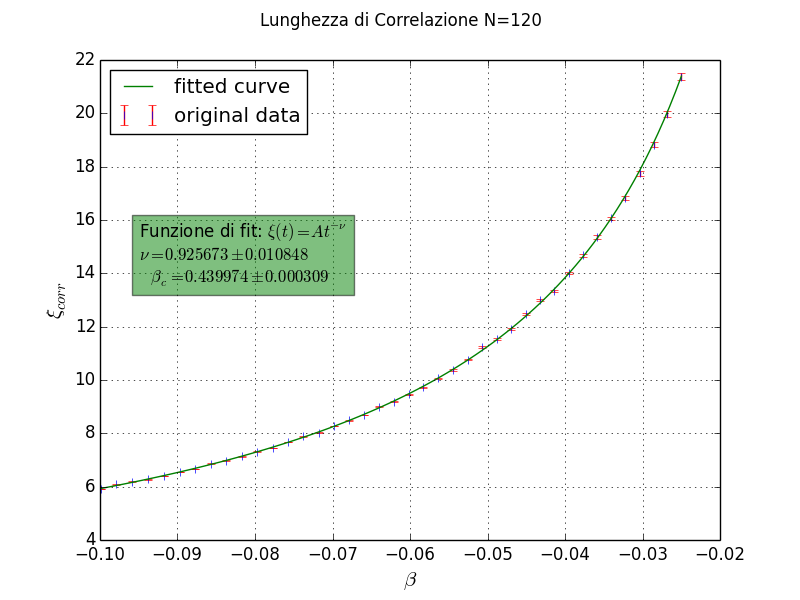 Lunghezza di Correlazione N=120
22
20
18
16
14
12
10
8
6
4
ξ_corr
fitted curve
original data
Funzione di fit: ξ(t)=At^{−ν}
ν=0.925673±0.010848
β_c=0.439974±0.000309
−0.10 −0.09 −0.08 −0.07 −0.06 −0.05 −0.04 −0.03 −0.02
β